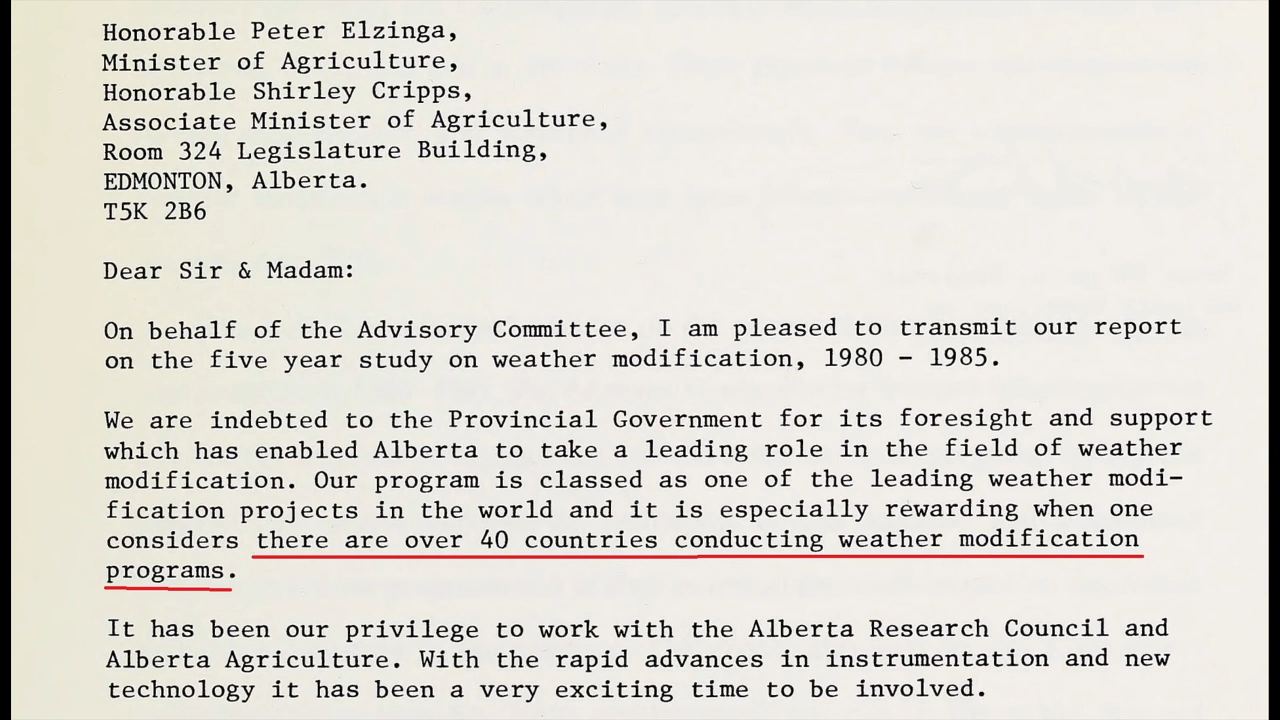 Honorable Peter Elzinga,
Minister of Agriculture,
Honorable Shirley Cripps,
Associate Minister of Agriculture,
Room 324 Legislature Building,
EDMONTON, Alberta.
T5K 2B6
Dear Sir & Madam:
On behalf of the Advisory Committee, I am pleased to transmit our report
on the five year study on weather modification, 1980 - 1985.
We are indebted to the Provincial Government for its foresight and support
which has enabled Alberta to take a leading role in the field of weather
modification. Our program is classed as one of the leading weather modi-
fication projects in the world and it is especially rewarding when one
considers there are over 40 countries conducting weather modification
programs.
It has been our privilege to work with the Alberta Research Council and
Alberta Agriculture. With the rapid advances in instrumentation and new
technology it has been a very exciting time to be involved.